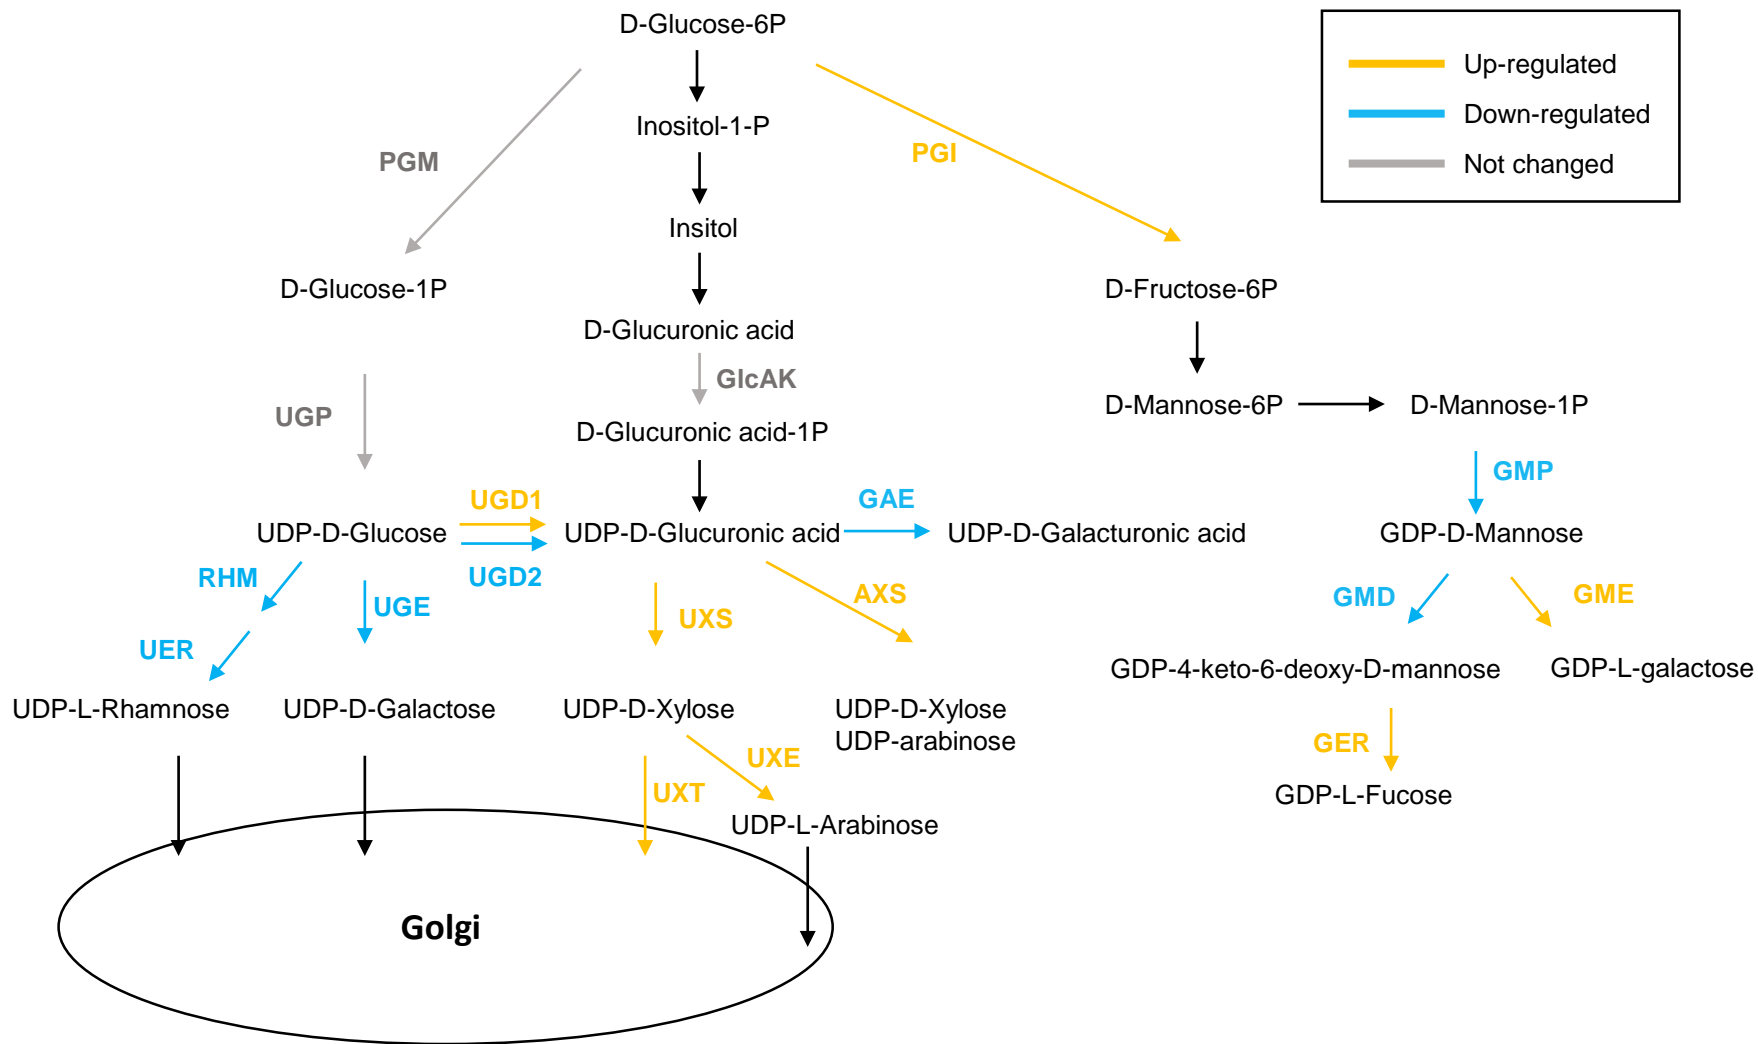 D-Glucose-6P
Up-regulated
Down-regulated
Not changed
Inositol-1-P
PGM
PGI
Insitol
D-Glucose-1P
D-Fructose-6P
D-Glucuronic acid
GlcAK
UGP
D-Mannose-6P
D-Mannose-1P
D-Glucuronic acid-1P
GMP
UGD1
GAE
UDP-D-Glucose
UDP-D-Glucuronic acid
UDP-D-Galacturonic acid
GDP-D-Mannose
RHM
UGD2
UGE
UXS
AXS
GMD
GME
UER
GDP-4-keto-6-deoxy-D-mannose
GDP-L-galactose
UDP-L-Rhamnose
UDP-D-Galactose
UDP-D-Xylose
UDP-D-Xylose
UDP-arabinose
GER
UXE
UXT
GDP-L-Fucose
UDP-L-Arabinose
Golgi